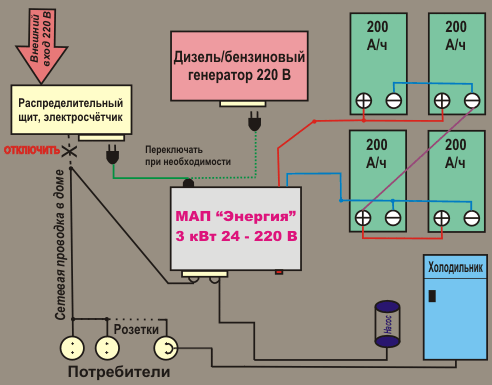 Внешний
вход 220 В
Дизель/бензиновый
генератор 220 В
200
А/ч
200
А/ч
Распределительный
щит, электросчётчик
ОТКЛЮЧИТЬ
Переключать
при необходимости
200
А/ч
200
А/ч
Сетевая проводка в доме
МАП “Энергия”
3 кВт 24 - 220 В
Холодильник
Насос
Розетки
Потребители